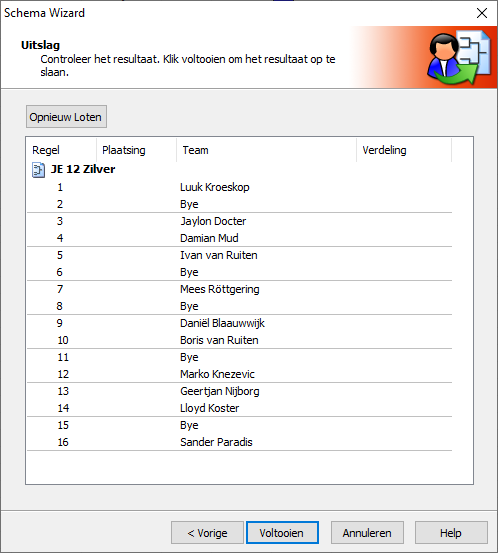 Schema Wizard
Uitslag
Controleer het resultaat. Klik voltooien om het resultaat op te
slaan.
Opnieuw Loten
Regel Plaatsing Team Verdeling
JE 12 Zilver
1 Luuk Kroeskop
2 Bye
3 Jaylon Docter
4 Damian Mud
5 Ivan van Ruiten
6 Bye
7 Mees Röttgering
8 Bye
9 Daniël Blaauwwijk
10 Boris van Ruiten
11 Bye
12 Marko Knezevic
13 Geertjan Nijborg
14 Lloyd Koster
15 Bye
16 Sander Paradis
< Vorige Voltooien Annuleren Help